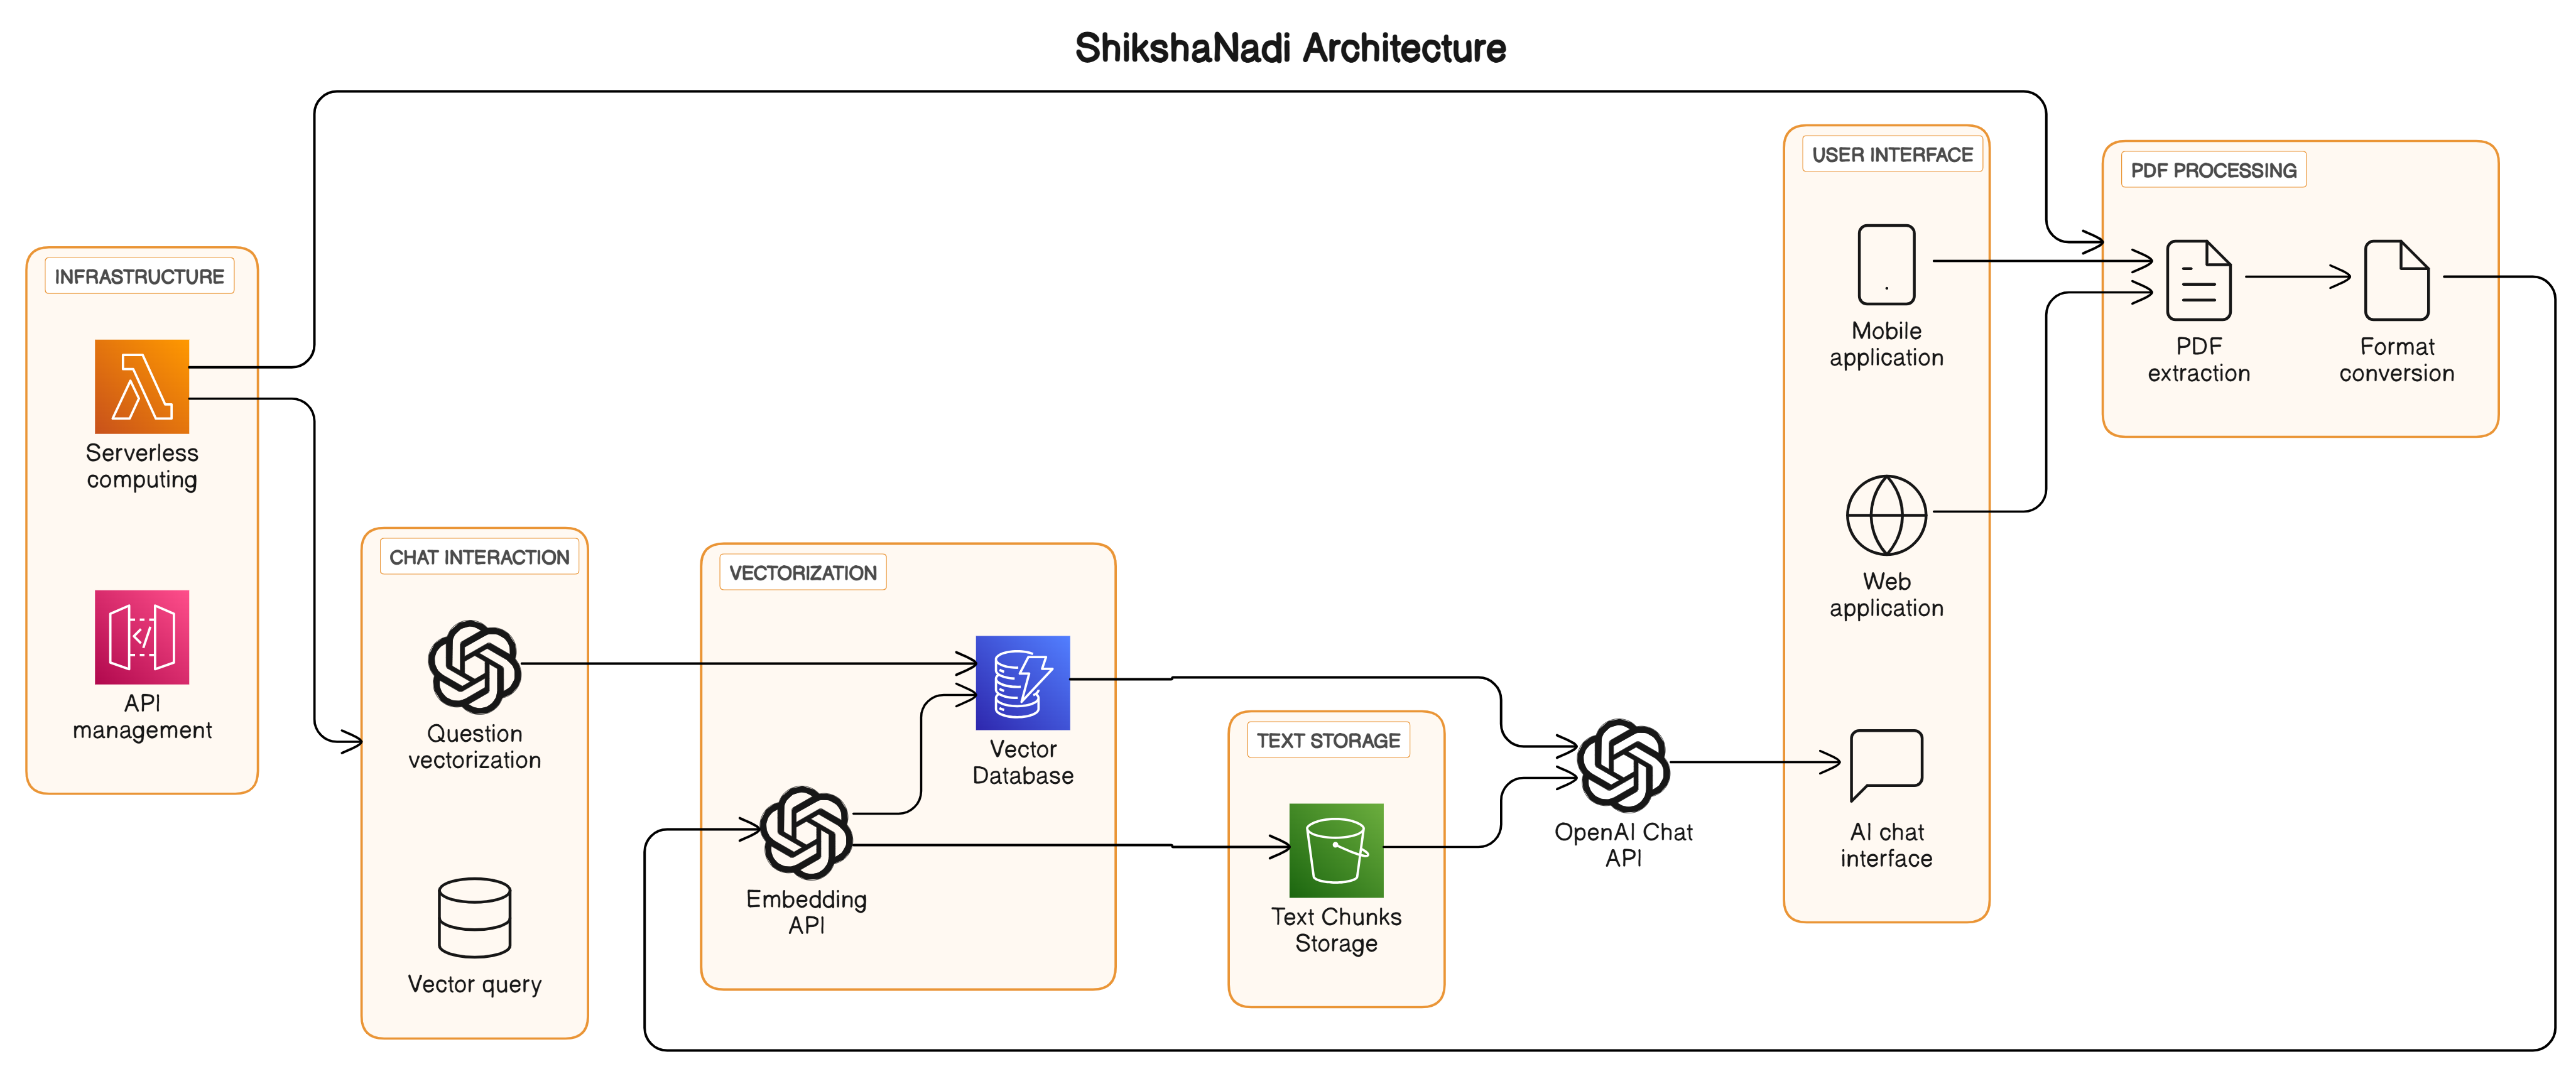 ShikshaNadi Architecture
INFRASTRUCTURE
Serverless
computing
API
management
CHAT INTERACTION
Question
vectorization
Vector query
VECTORIZATION
Vector
Database
Embedding
API
TEXT STORAGE
Text Chunks
Storage
OpenAI Chat
API
USER INTERFACE
Mobile
application
Web
application
AI chat
interface
PDF PROCESSING
PDF
extraction
Format
conversion